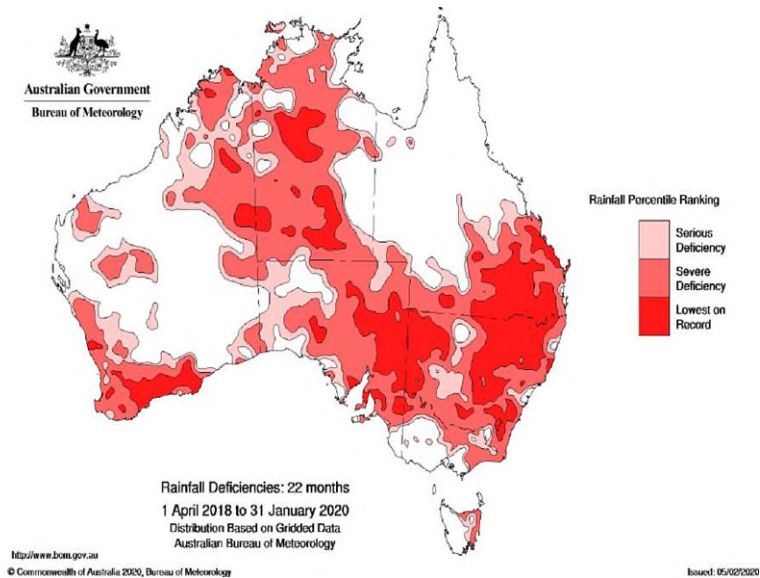 Australian Government
Bureau of Meteorology
Rainfall Percentile Ranking
Serious
Deficiency
Severe
Deficiency
Lowest on
Record
Rainfall Deficiencies: 22 months
1 April 2018 to 31 January 2020
Distribution Based on Gridded Data
Australian Bureau of Meteorology
http://www.bom.gov.au
© Commonwealth of Australia 2020, Bureau of Meteorology
Issued: 05/02/2020